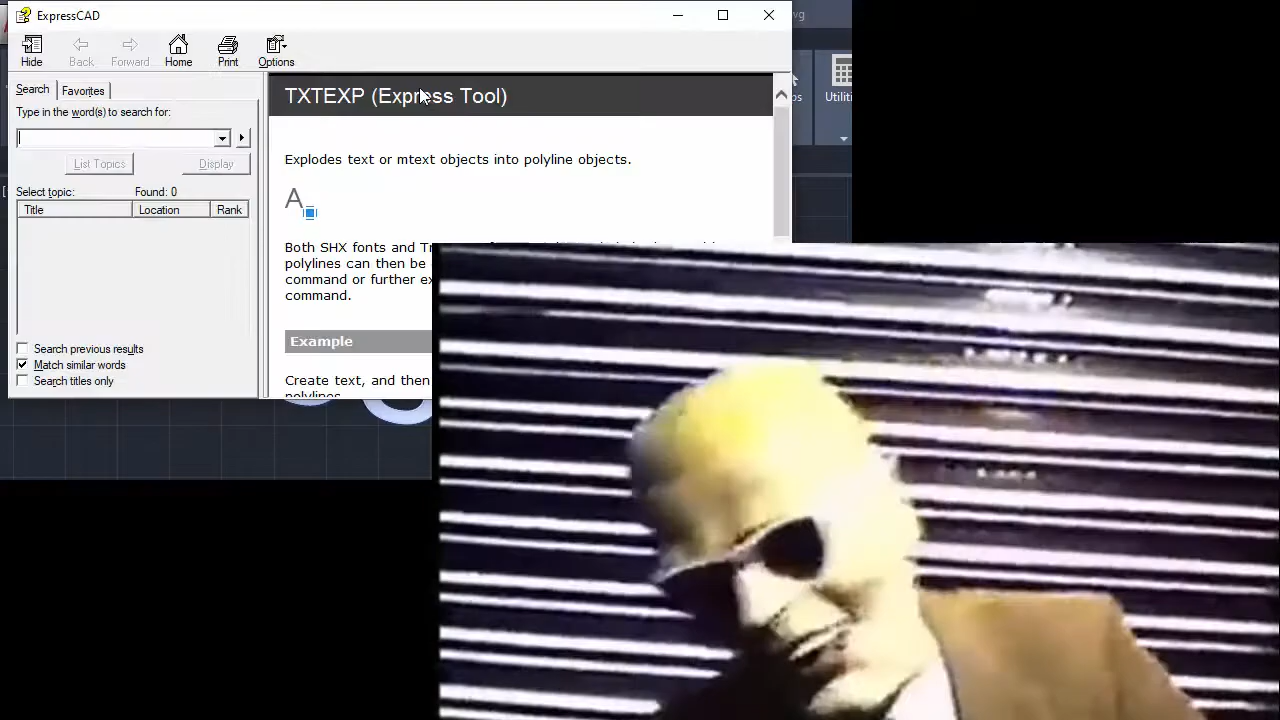 ExpressCAD
vg
Hide
Back
Print
Home
Options
Search
Favorites
TXTEXP (Express Tool)
Type in the word(s) to search for:
List Topics
Display
Select topic:
Found: 0
Title
Location
Rank
Search previous results
Match similar words
Search titles only
Explodes text or mtext objects into polyline objects.
A
Both SHX fonts and
polylines can then be
command or further
command.
Example
Create text, and then
polylines.
Utiliti